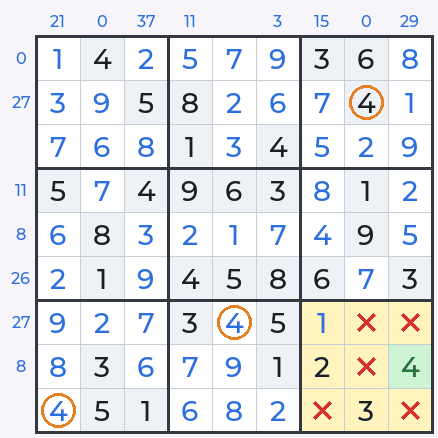 21 0 37 11 3 15 0 29
0 1 4 2 5 7 9 3 6 8
27 3 9 5 8 2 6 7 4 1
7 6 8 1 3 4 5 2 9
11 5 7 4 9 6 3 8 1 2
8 6 8 3 2 1 7 4 9 5
26 2 1 9 4 5 8 6 7 3
27 9 2 7 3 4 5 1 × ×
8 8 3 6 7 9 1 2 × 4
4 5 1 6 8 2 × 3 ×